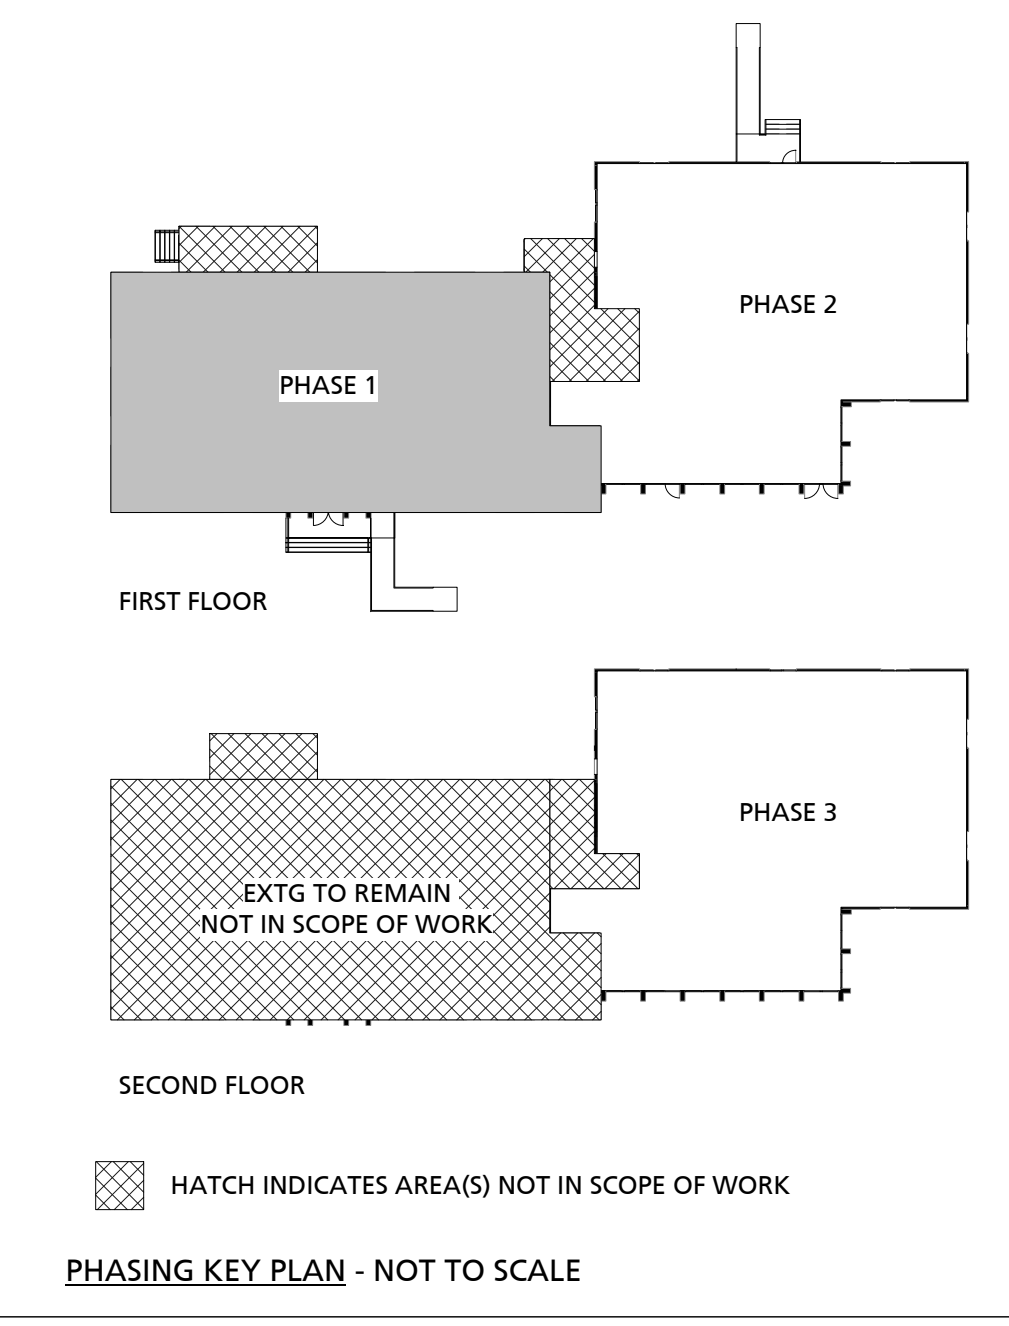 PHASE 2
PHASE 1
FIRST FLOOR
PHASE 3
EXTG TO REMAIN
NOT IN SCOPE OF WORK
SECOND FLOOR
HATCH INDICATES AREA(S) NOT IN SCOPE OF WORK
PHASING KEY PLAN - NOT TO SCALE